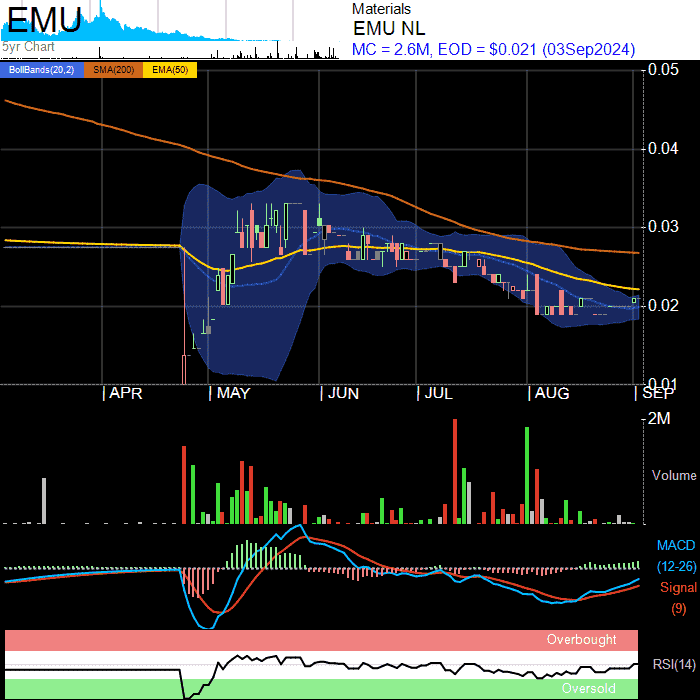 EMU
5yr Chart
Materials
EMU NL
MC = 2.6M, EOD = $0.021 (03Sep2024)
BollBands(20,2) SMA(200) EMA(50)
0.05
0.04
0.03
0.02
0.01
APR MAY JUN JUL AUG SEP
2M
Volume
MACD
(12-26)
Signal
(9)
Overbought
RSI(14)
Oversold